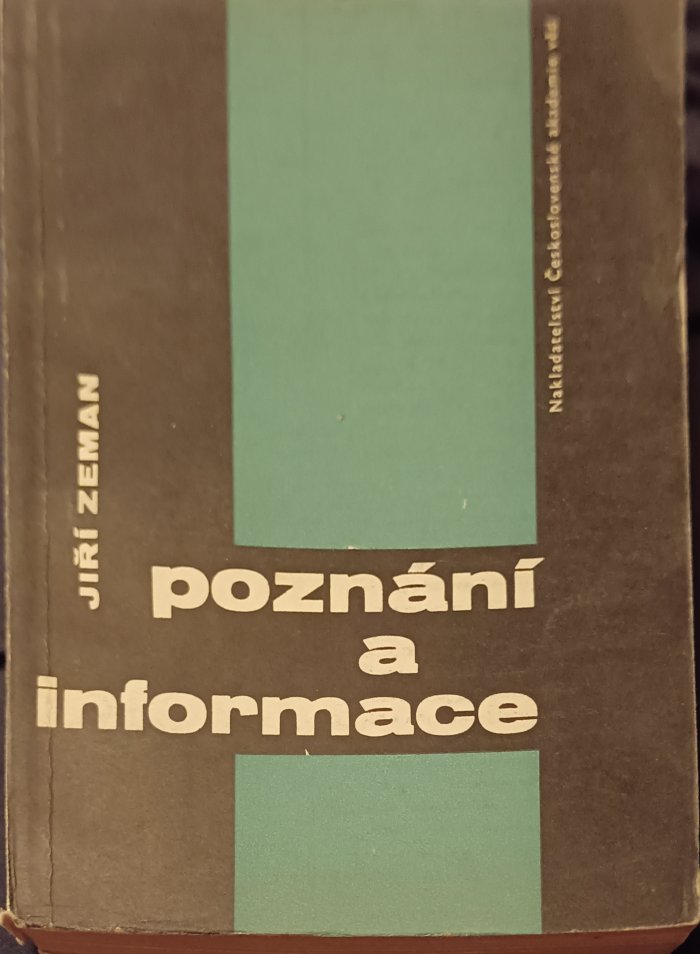 Nakladatelství Československé akademie věd
JIŘÍ ZEMAN
poznání
a
informace